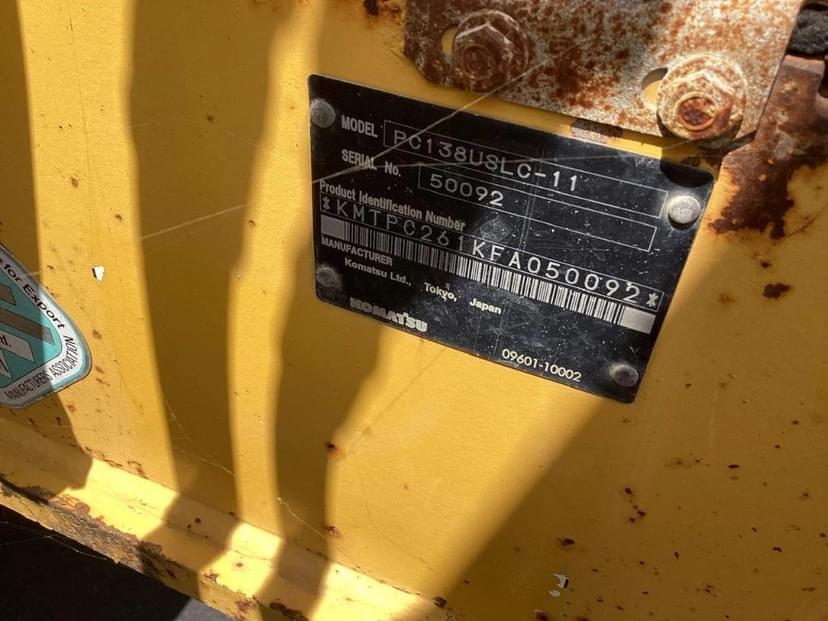 MODEL PC138USLC-11
SERIAL No. 50092
Product Identification Number
*KMTPC261KFA050092*
MANUFACTURER
Komatsu Ltd., Tokyo, Japan
KOMATSU
09601-10002
for Export
MANUFACTURERS ASSOCIATION